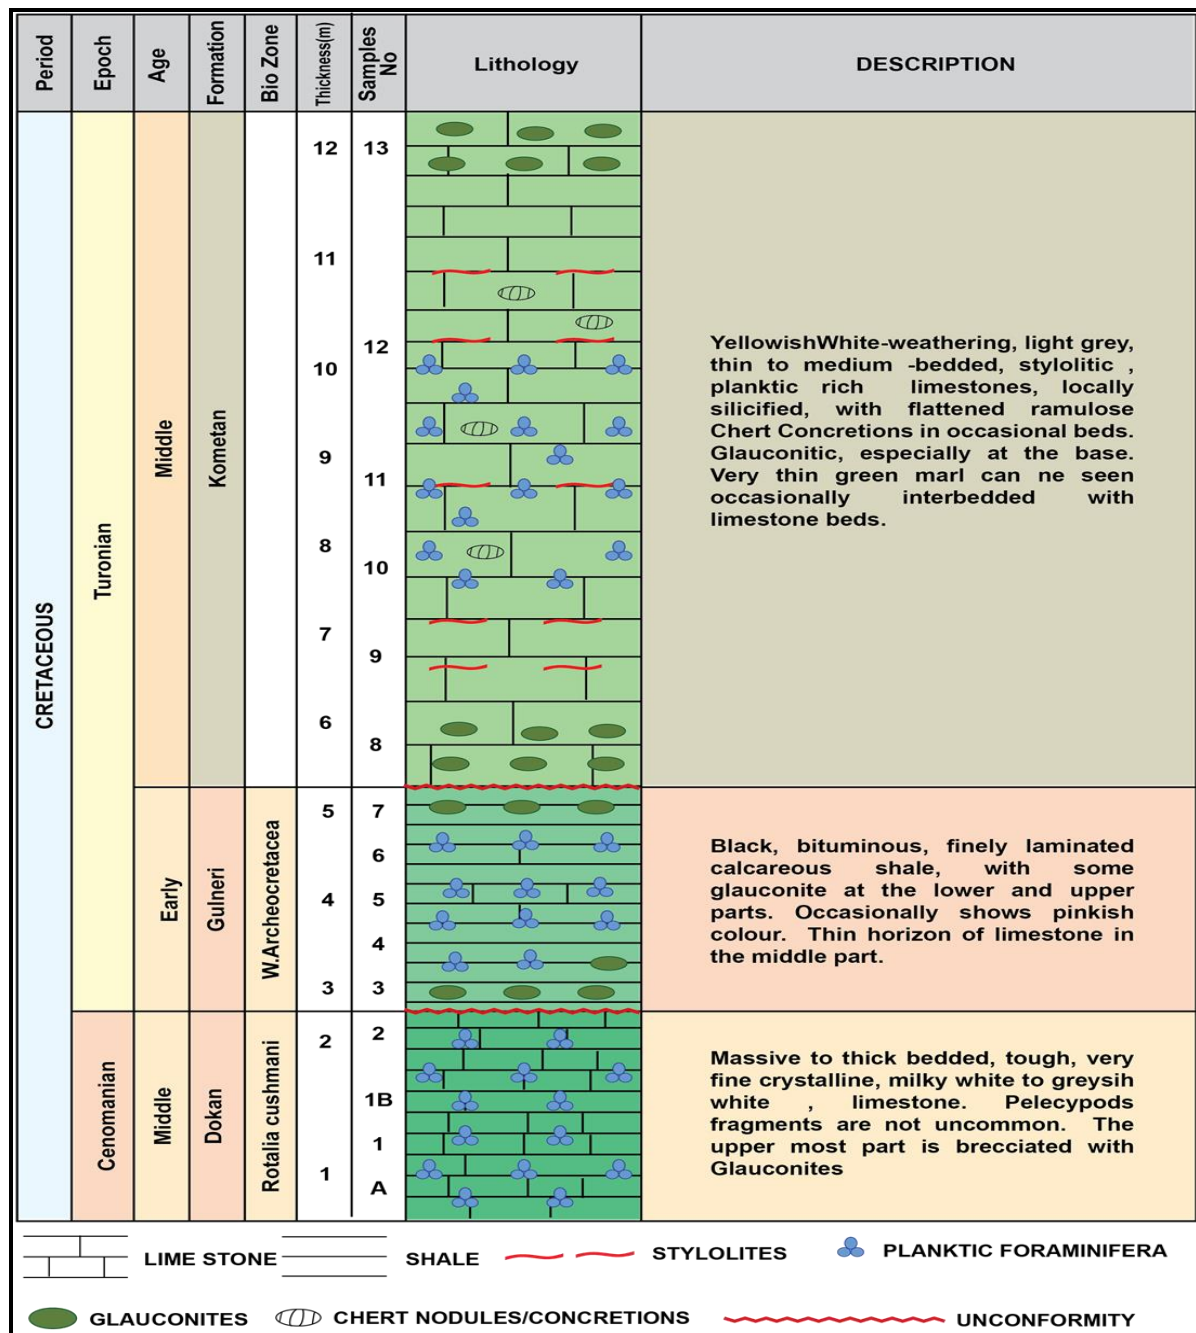 Period
Epoch
Age
Formation
Bio Zone
Thickness(m)
Samples
No
Lithology
DESCRIPTION
CRETACEOUS
Turonian
Cenomanian
Middle
Early
Middle
Kometan
Gulneri
Dokan
W.Archeocretacea
Rotalia cushmani
12
11
10
9
8
7
6
5
4
3
2
1
13
12
11
10
9
8
7
6
5
4
3
2
1B
1
A
YellowishWhite-weathering, light grey,
thin to medium -bedded, stylolitic ,
planktic rich limestones, locally
silicified, with flattened ramulose
Chert Concretions in occasional beds.
Glauconitic, especially at the base.
Very thin green marl can ne seen
occasionally interbedded with
limestone beds.
Black, bituminous, finely laminated
calcareous shale, with some
glauconite at the lower and upper
parts. Occasionally shows pinkish
colour. Thin horizon of limestone in
the middle part.
Massive to thick bedded, tough, very
fine crystalline, milky white to greysih
white , limestone. Pelecypods
fragments are not uncommon. The
upper most part is brecciated with
Glauconites
LIME STONE
SHALE
STYLOLITES
PLANKTIC FORAMINIFERA
GLAUCONITES
CHERT NODULES/CONCRETIONS
UNCONFORMITY